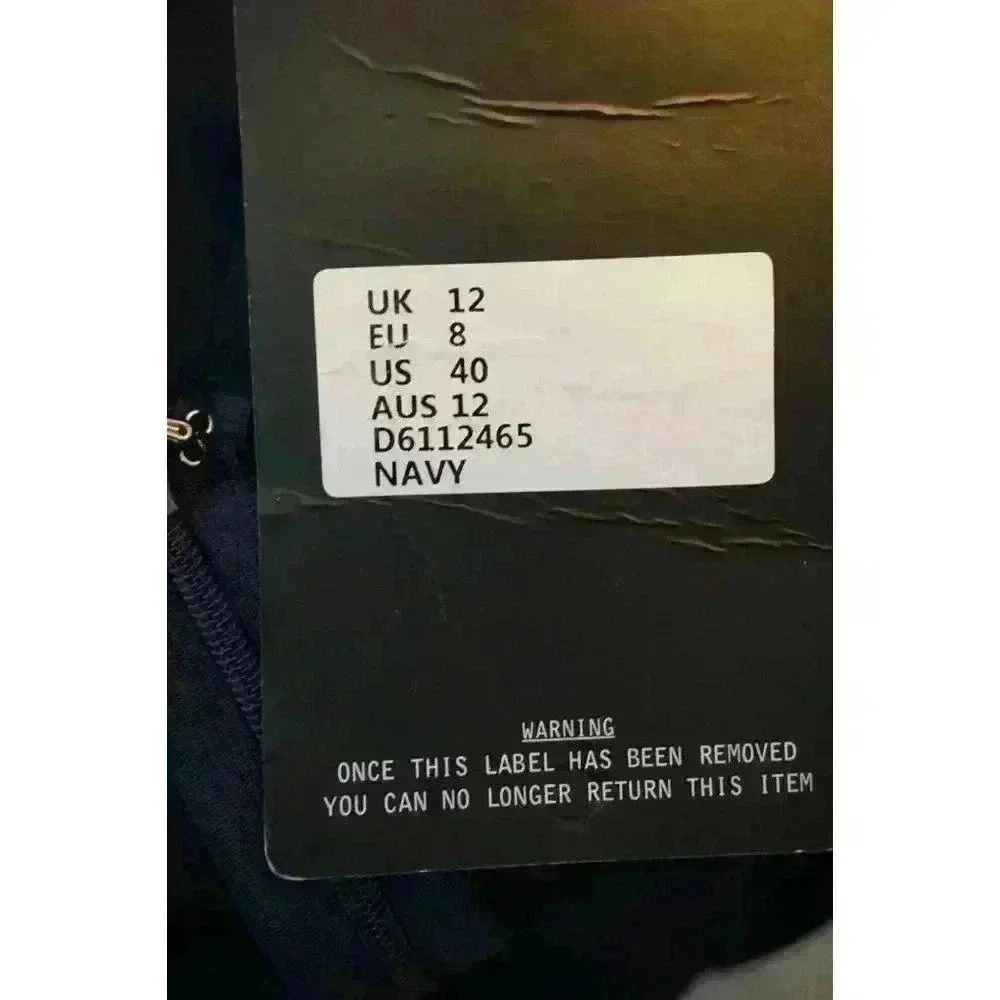 UK 12
EU 8
US 40
AUS 12
D6112465
NAVY
WARNING
ONCE THIS LABEL HAS BEEN REMOVED
YOU CAN NO LONGER RETURN THIS ITEM